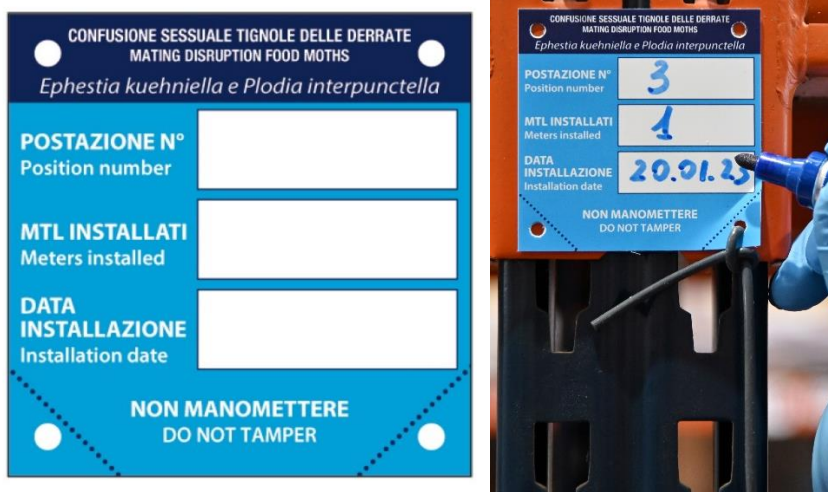 CONFUSIONE SESSUALE TIGNOLE DELLE DERRATE
MATING DISRUPTION FOOD MOTHS
Ephestia kuehniella e Plodia interpunctella
POSTAZIONE N°
Position number
MTL INSTALLATI
Meters installed
DATA
INSTALLAZIONE
Installation date
NON MANOMETTERE
DO NOT TAMPER
CONFUSIONE SESSUALE TIGNOLE DELLE DERRATE
MATING DISRUPTION FOOD MOTHS
Ephestia kuehniella e Plodia interpunctella
POSTAZIONE N°
Position number
3
MTL INSTALLATI
Meters installed
1
DATA
INSTALLAZIONE
Installation date
20.01.23
NON MANOMETTERE
DO NOT TAMPER